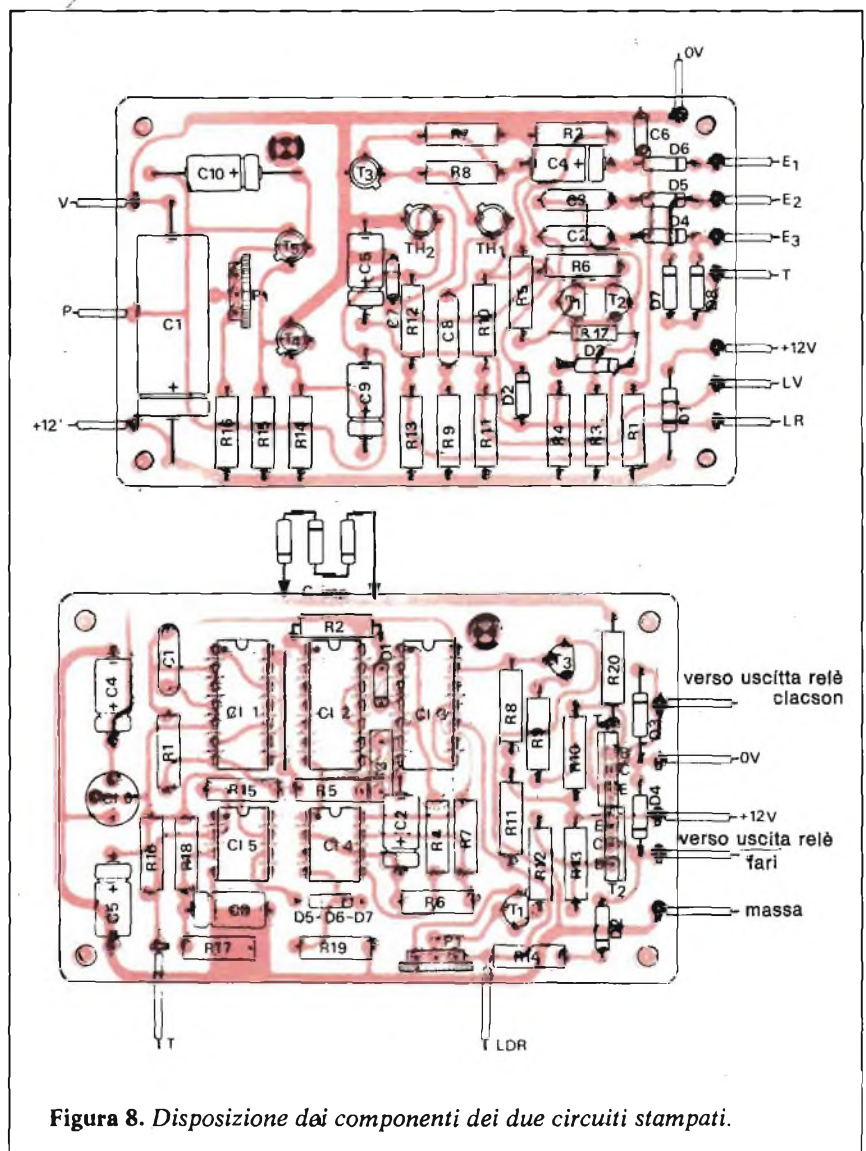 0V
R7
R2
C6
D6
C10 +
T3
R8
C4 +
E1
D5
E2
C3
D4
V
TH2
TH1
C2
E3
T5
R6
T
P
C1
P1
+ C5
C7
R12
C8
R10
R5
T1
T2
D7
D8
T4
R17
+12V
D3
LV
+ C9
D2
D1
+12'
R16
R15
R14
R13
R9
R11
R4
R3
R1
LR
R2
C4 +
C1
CI 1
CI 2
D1
CI 3
T3
R20
verso uscitta relè
clacson
R1
R8
R9
R10
D3
0V
R15
R5
R3
E
+12V
R11
D4
R16
R18
CI 5
CI 4
C2
R4
R7
R12
R13
verso uscita relè
fari
C5 +
R6
T1
T2
massa
D5-D6-D7
P1
D2
R17
R19
R14
T
LDR
Figura 8. Disposizione dei componenti dei due circuiti stampati.